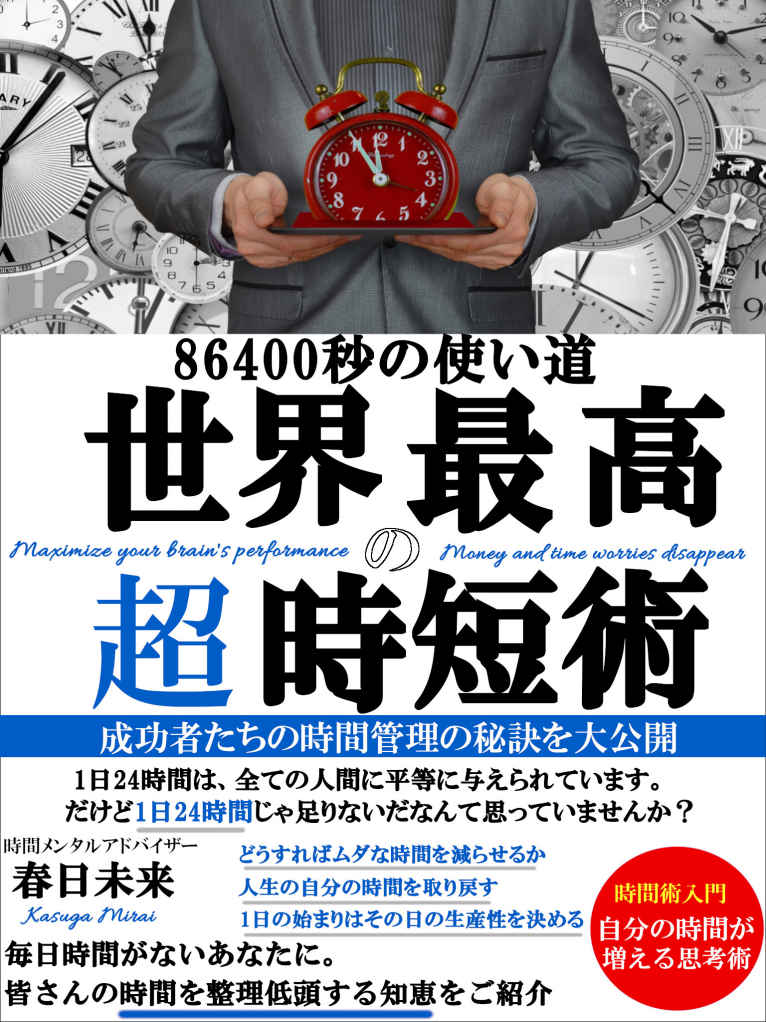 86400秒の使い道
世界最高
Maximize your brain's performance の Money and time worries disappear
超時短術
成功者たちの時間管理の秘訣を大公開
1日24時間は、全ての人間に平等に与えられています。
だけど1日24時間じゃ足りないだなんて思っていませんか？
時間メンタルアドバイザー
春日未来
Kasuga Mirai
どうすればムダな時間を減らせるか
人生の自分の時間を取り戻す
1日の始まりはその日の生産性を決める
時間術入門
自分の時間が
増える思考術
毎日時間がないあなたに。
皆さんの時間を整理低頭する知恵をご紹介